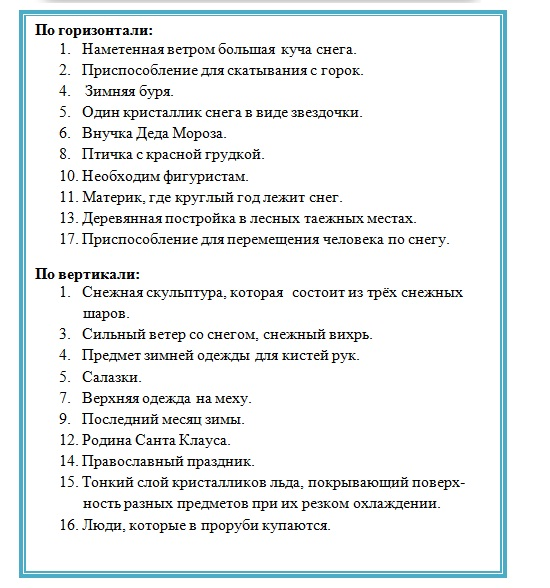 По горизонтали:
1. Наметенная ветром большая куча снега.
2. Приспособление для скатывания с горок.
4. Зимняя буря.
5. Один кристаллик снега в виде звездочки.
6. Внучка Деда Мороза.
8. Птичка с красной грудкой.
10. Необходим фигуристам.
11. Материк, где круглый год лежит снег.
13. Деревянная постройка в лесных таежных местах.
17. Приспособление для перемещения человека по снегу.
По вертикали:
1. Снежная скульптура, которая состоит из трёх снежных
шаров.
3. Сильный ветер со снегом, снежный вихрь.
4. Предмет зимней одежды для кистей рук.
5. Салазки.
7. Верхняя одежда на меху.
9. Последний месяц зимы.
12. Родина Санта Клауса.
14. Православный праздник.
15. Тонкий слой кристалликов льда, покрывающий поверх-
ность разных предметов при их резком охлаждении.
16. Люди, которые в проруби купаются.